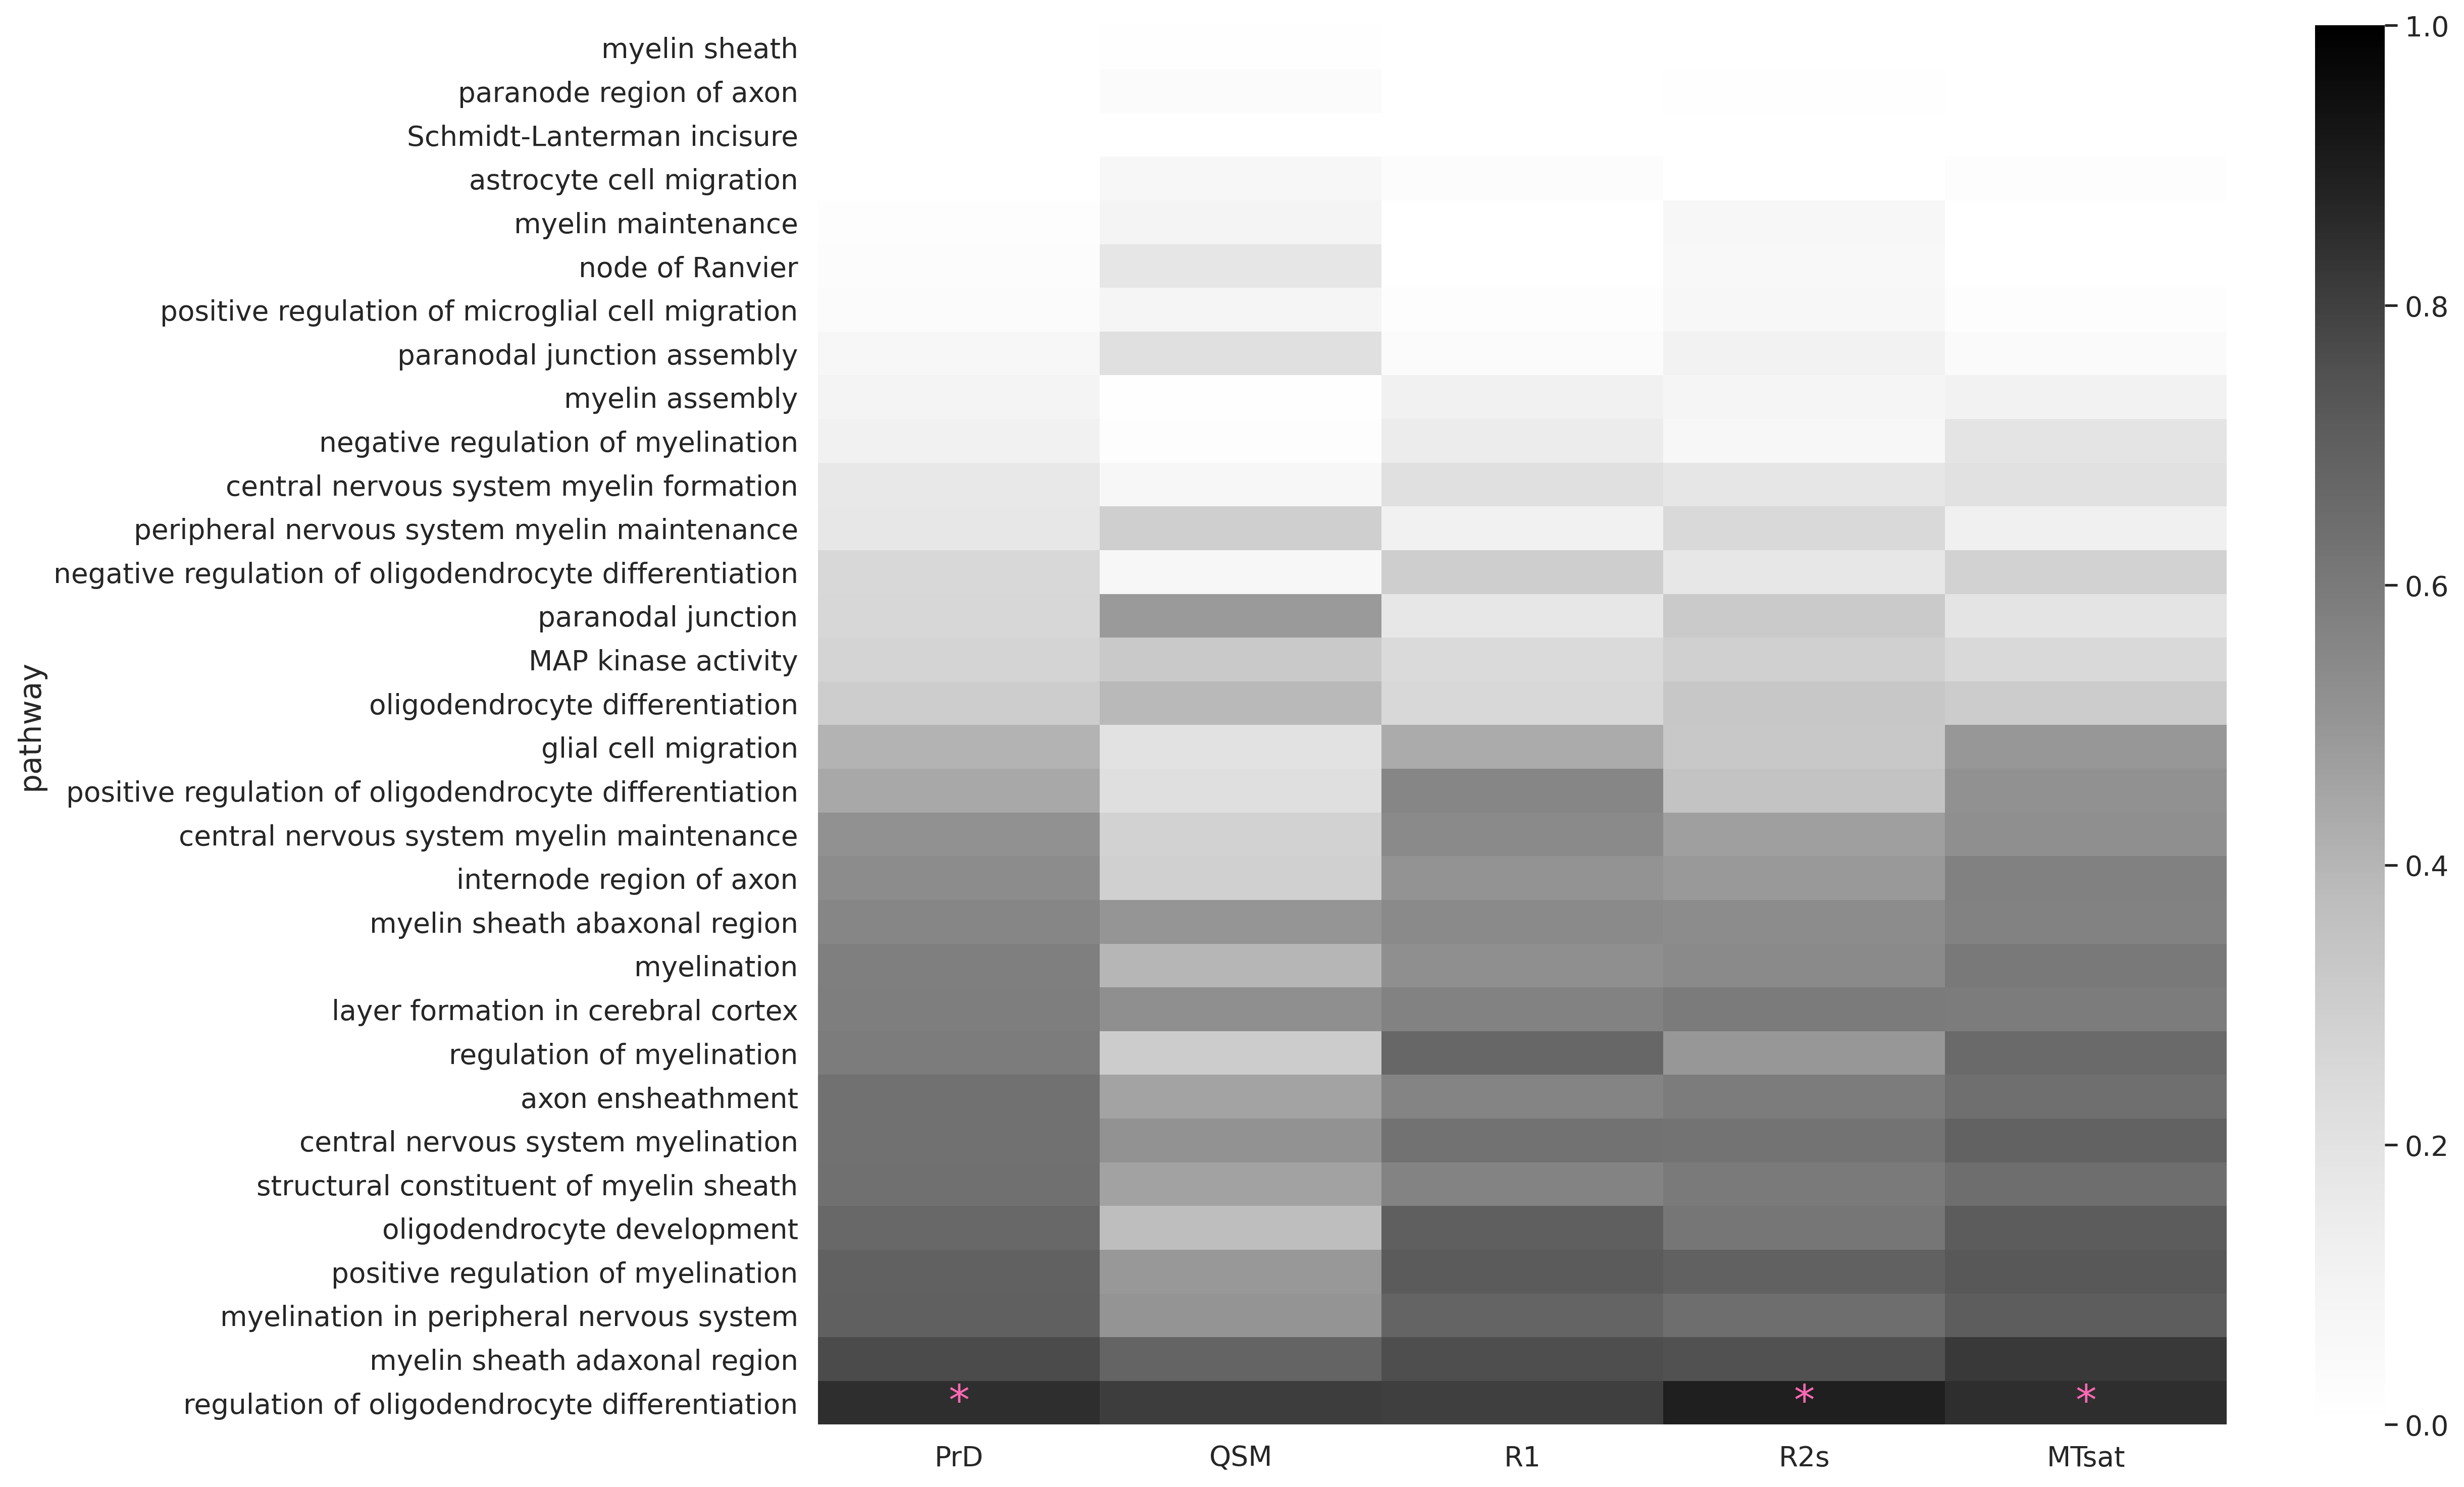 myelin sheath
paranode region of axon
Schmidt-Lanterman incisure
astrocyte cell migration
myelin maintenance
node of Ranvier
positive regulation of microglial cell migration
paranodal junction assembly
myelin assembly
negative regulation of myelination
central nervous system myelin formation
peripheral nervous system myelin maintenance
negative regulation of oligodendrocyte differentiation
paranodal junction
MAP kinase activity
oligodendrocyte differentiation
glial cell migration
positive regulation of oligodendrocyte differentiation
central nervous system myelin maintenance
internode region of axon
myelin sheath abaxonal region
myelination
layer formation in cerebral cortex
regulation of myelination
axon ensheathment
central nervous system myelination
structural constituent of myelin sheath
oligodendrocyte development
positive regulation of myelination
myelination in peripheral nervous system
myelin sheath adaxonal region
regulation of oligodendrocyte differentiation
pathway
* * *
PrD QSM R1 R2s MTsat
1.0
0.8
0.6
0.4
0.2
0.0